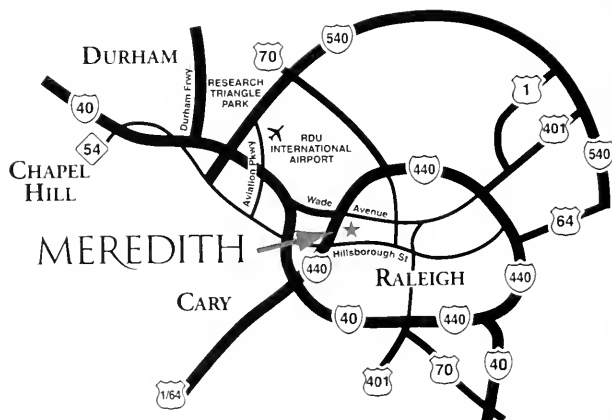 540
70
DURHAM
RESEARCH
TRIANGLE
PARK
Durham Frwy
40
1
401
540
54
RDU
INTERNATIONAL
AIRPORT
Aviation Pkwy
CHAPEL
HILL
440
Wade Avenue
64
MEREDITH
Hillsborough St
440
RALEIGH
440
CARY
40
440
40
1/64
401
70